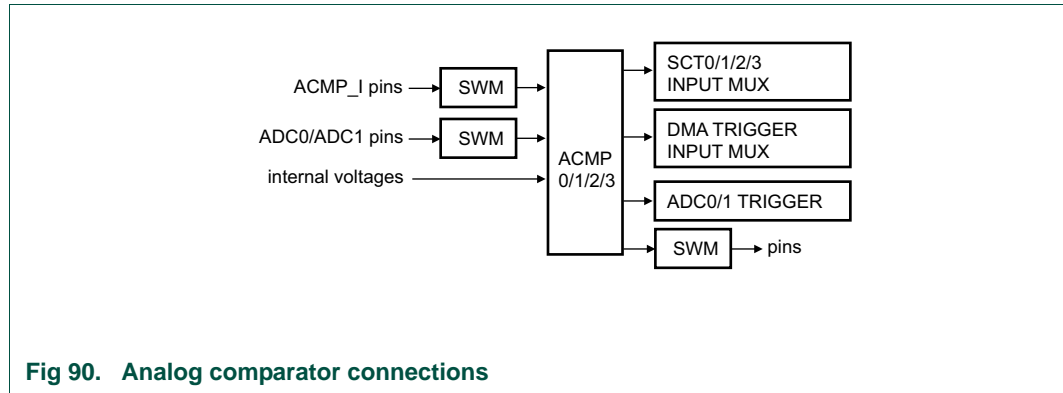 ACMP_I pins
SWM
ADC0/ADC1 pins
SWM
internal voltages
ACMP
0/1/2/3
SCT0/1/2/3
INPUT MUX
DMA TRIGGER
INPUT MUX
ADC0/1 TRIGGER
SWM
pins
Fig 90. Analog comparator connections